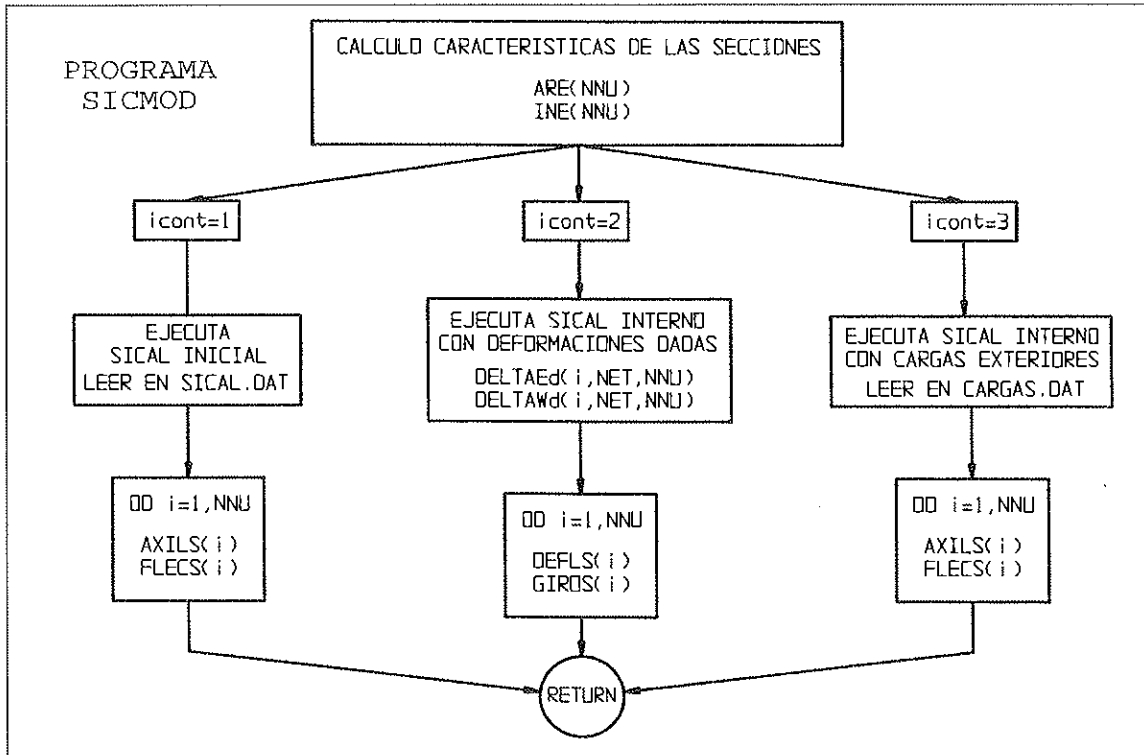 PROGRAMA
SICMOD
CALCULO CARACTERISTICAS DE LAS SECCIONES
ARE(NNU)
INE(NNU)
icont=1
icont=2
icont=3
EJECUTA
SICAL INICIAL
LEER EN SICAL.DAT
EJECUTA SICAL INTERNO
CON DEFORMACIONES DADAS
DELTAEd(i,NET,NNU)
DELTAWd(i,NET,NNU)
EJECUTA SICAL INTERNO
CON CARGAS EXTERIORES
LEER EN CARGAS.DAT
DO i=1,NNU
AXILS(i)
FLECS(i)
DO i=1,NNU
DEFLS(i)
GIROS(i)
DO i=1,NNU
AXILS(i)
FLECS(i)
RETURN